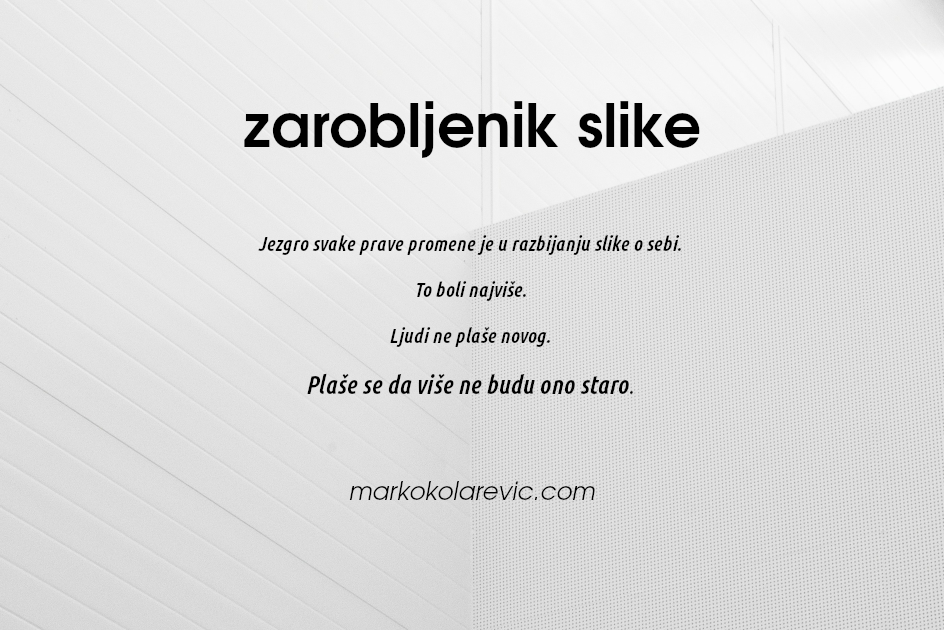 zarobljenik slike
Jezgro svake prave promene je u razbijanju slike o sebi.
To boli najviše.
Ljudi ne plaše novog.
Plaše se da više ne budu ono staro.
markokolarevic.com